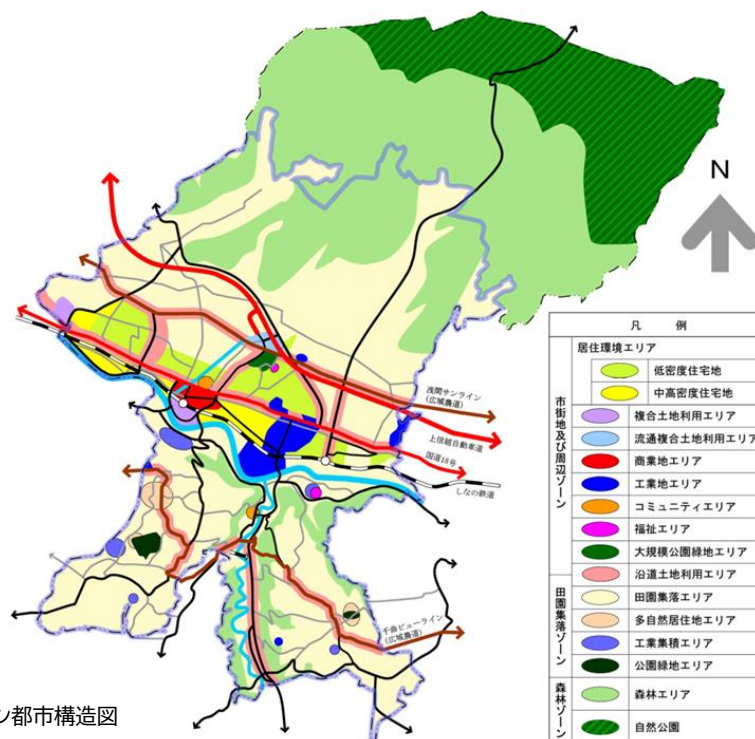 N
浅間サンライン
(広域農道)
上信越自動車道
国道18号
しなの鉄道
千曲ビューライン
(広域農道)
凡 例
市街地及び周辺ゾーン
居住環境エリア
低密度住宅地
中高密度住宅地
複合土地利用エリア
流通複合土地利用エリア
商業地エリア
工業地エリア
コミュニティエリア
福祉エリア
大規模公園緑地エリア
沿道土地利用エリア
田園集落ゾーン
田園集落エリア
多自然居住地エリア
工業集積エリア
公園緑地エリア
森林ゾーン
森林エリア
自然公園
ン都市構造図